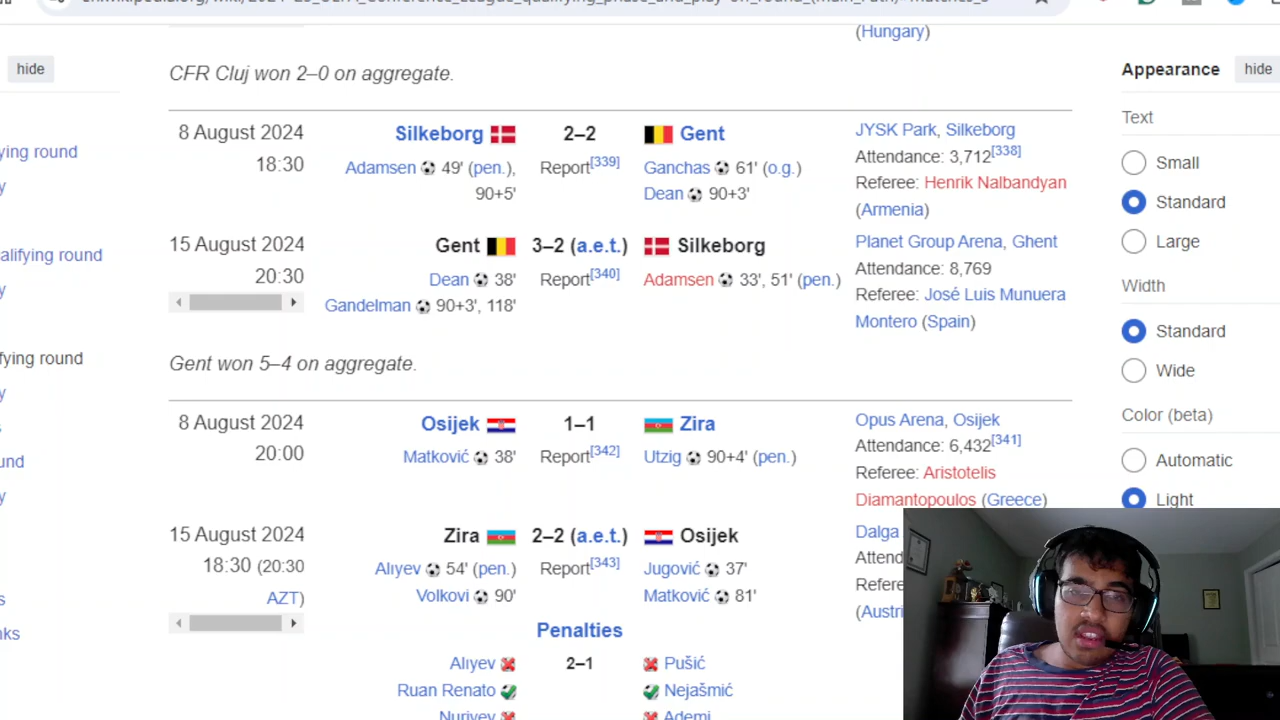 (Hungary)
hide
CFR Cluj won 2–0 on aggregate.
Appearance hide
8 August 2024
18:30
Silkeborg 2–2 Gent
Adamsen 49' (pen.), 90+5'
Report[339]
Ganchas 61' (o.g.)
Dean 90+3'
JYSK Park, Silkeborg
Attendance: 3,712[338]
Referee: Henrik Nalbandyan
(Armenia)
15 August 2024
20:30
Gent 3–2 (a.e.t.) Silkeborg
Dean 38'
Gandelman 90+3', 118'
Report[340]
Adamsen 33', 51' (pen.)
Planet Group Arena, Ghent
Attendance: 8,769
Referee: José Luis Munuera
Montero (Spain)
Gent won 5–4 on aggregate.
8 August 2024
20:00
Osijek 1–1 Zira
Matković 38'
Report[342]
Utzig 90+4' (pen.)
Opus Arena, Osijek
Attendance: 6,432[341]
Referee: Aristotelis
Diamantopoulos (Greece)
15 August 2024
18:30 (20:30
AZT)
Zira 2–2 (a.e.t.) Osijek
Alıyev 54' (pen.)
Volkovi 90'
Report[343]
Jugović 37'
Matković 81'
Dalga
Attend
Refere
(Austri
Penalties
Alıyev 2–1 Pušić
Ruan Renato Nejašmić
Nuriyev Ademi
ying round
y
alifying round
y
fying round
y
s
und
y
s
nks
Text
Small
Standard
Large
Width
Standard
Wide
Color (beta)
Automatic
Light